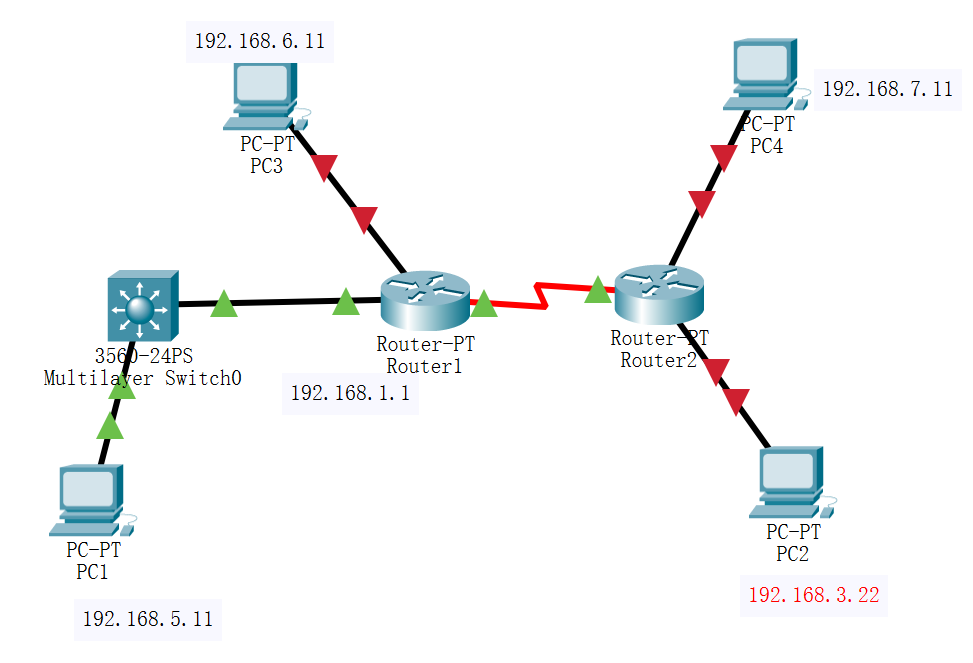 192.168.6.11
PC-PT
PC3
192.168.7.11
PC-PT
PC4
3560-24PS
Multilayer Switch0
Router-PT
Router1
Router-PT
Router2
192.168.1.1
PC-PT
PC1
192.168.5.11
PC-PT
PC2
192.168.3.22